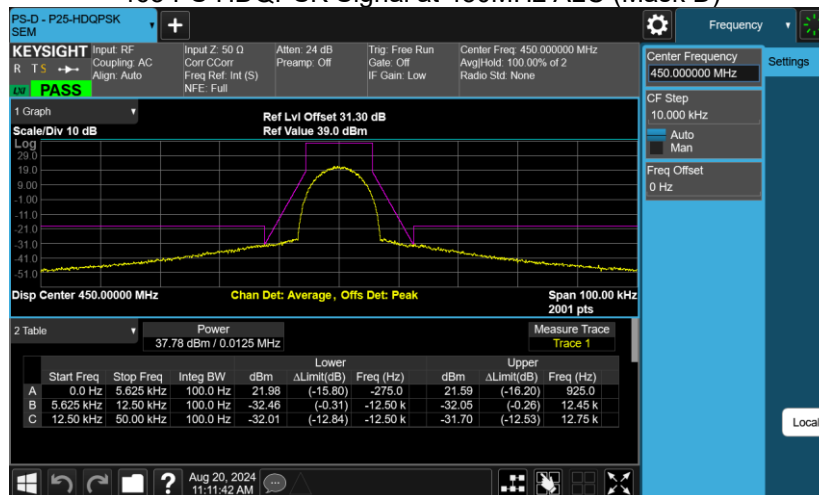 PS-D - P25-HDQPSK
SEM
Frequency
KEYSIGHT
R T S
LXI
PASS
Input: RF
Coupling: AC
Align: Auto
Input Z: 50 Ω
Corr CCorr
Freq Ref: Int (S)
NFE: Full
Atten: 24 dB
Preamp: Off
Trig: Free Run
Gate: Off
IF Gain: Low
Center Freq: 450.000000 MHz
Avg|Hold: 100.00% of 2
Radio Std: None
Center Frequency
450.000000 MHz
Settings
CF Step
10.000 kHz
Auto
Man
Freq Offset
0 Hz
1 Graph
Scale/Div 10 dB
Ref Lvl Offset 31.30 dB
Ref Value 39.0 dBm
Log
29.0
19.0
9.00
-1.00
-11.0
-21.0
-31.0
-41.0
-51.0
Disp Center 450.00000 MHz
Chan Det: Average, Offs Det: Peak
Span 100.00 kHz
2001 pts
2 Table
Power
37.78 dBm / 0.0125 MHz
Measure Trace
Trace 1
Lower Upper
Start Freq Stop Freq Integ BW dBm ΔLimit(dB) Freq (Hz) dBm ΔLimit(dB) Freq (Hz)
A 0.0 Hz 5.625 kHz 100.0 Hz 21.98 (-15.80) -275.0 21.59 (-16.20) 925.0
B 5.625 kHz 12.50 kHz 100.0 Hz -32.46 (-0.31) -12.50 k -32.05 (-0.26) 12.45 k
C 12.50 kHz 50.00 kHz 100.0 Hz -32.01 (-12.84) -12.50 k -31.70 (-12.53) 12.75 k
Local
?
Aug 20, 2024
11:11:42 AM